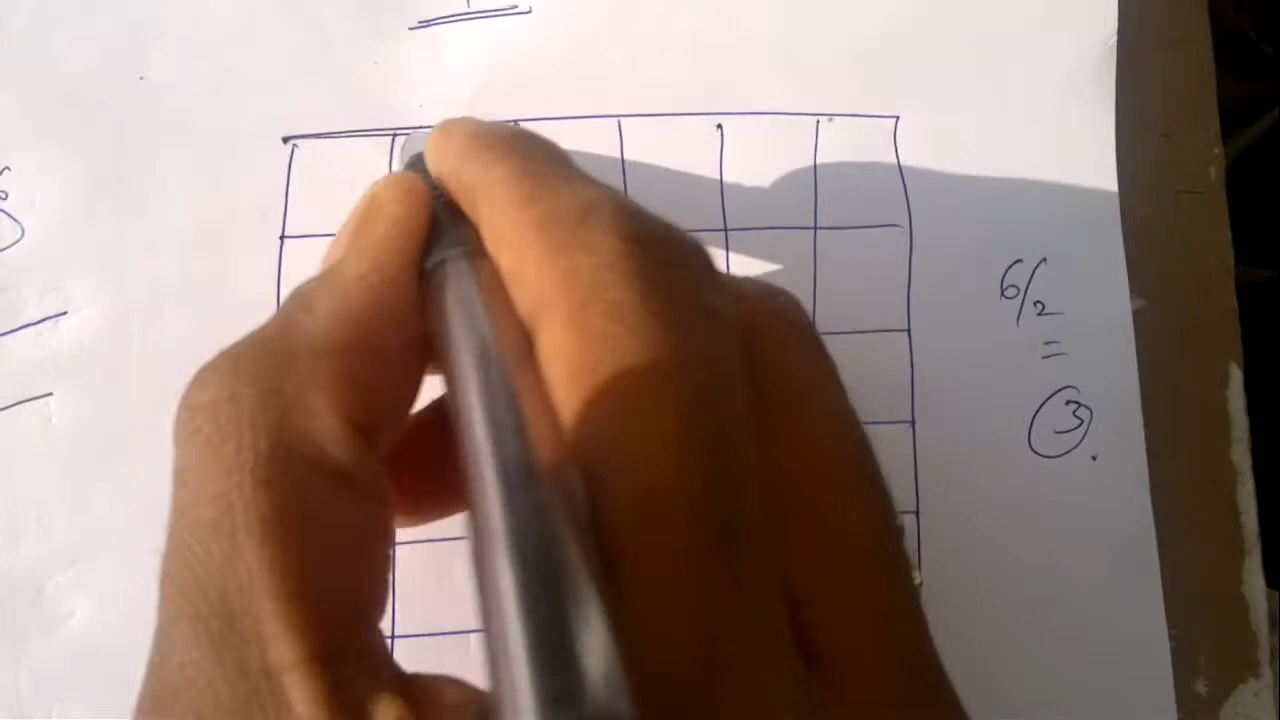 6/2
=
3.